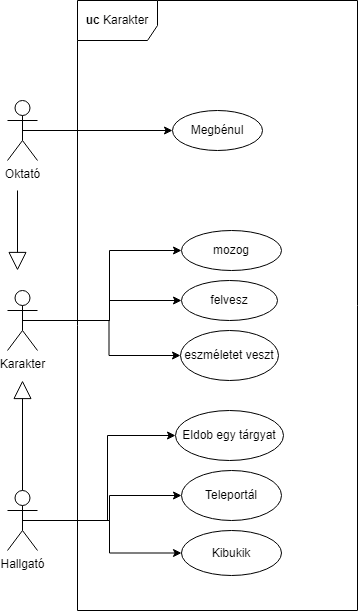 uc Karakter
Megbénul
Oktató
mozog
felvesz
Karakter
eszméletet veszt
Eldob egy tárgyat
Teleportál
Kibukik
Hallgató